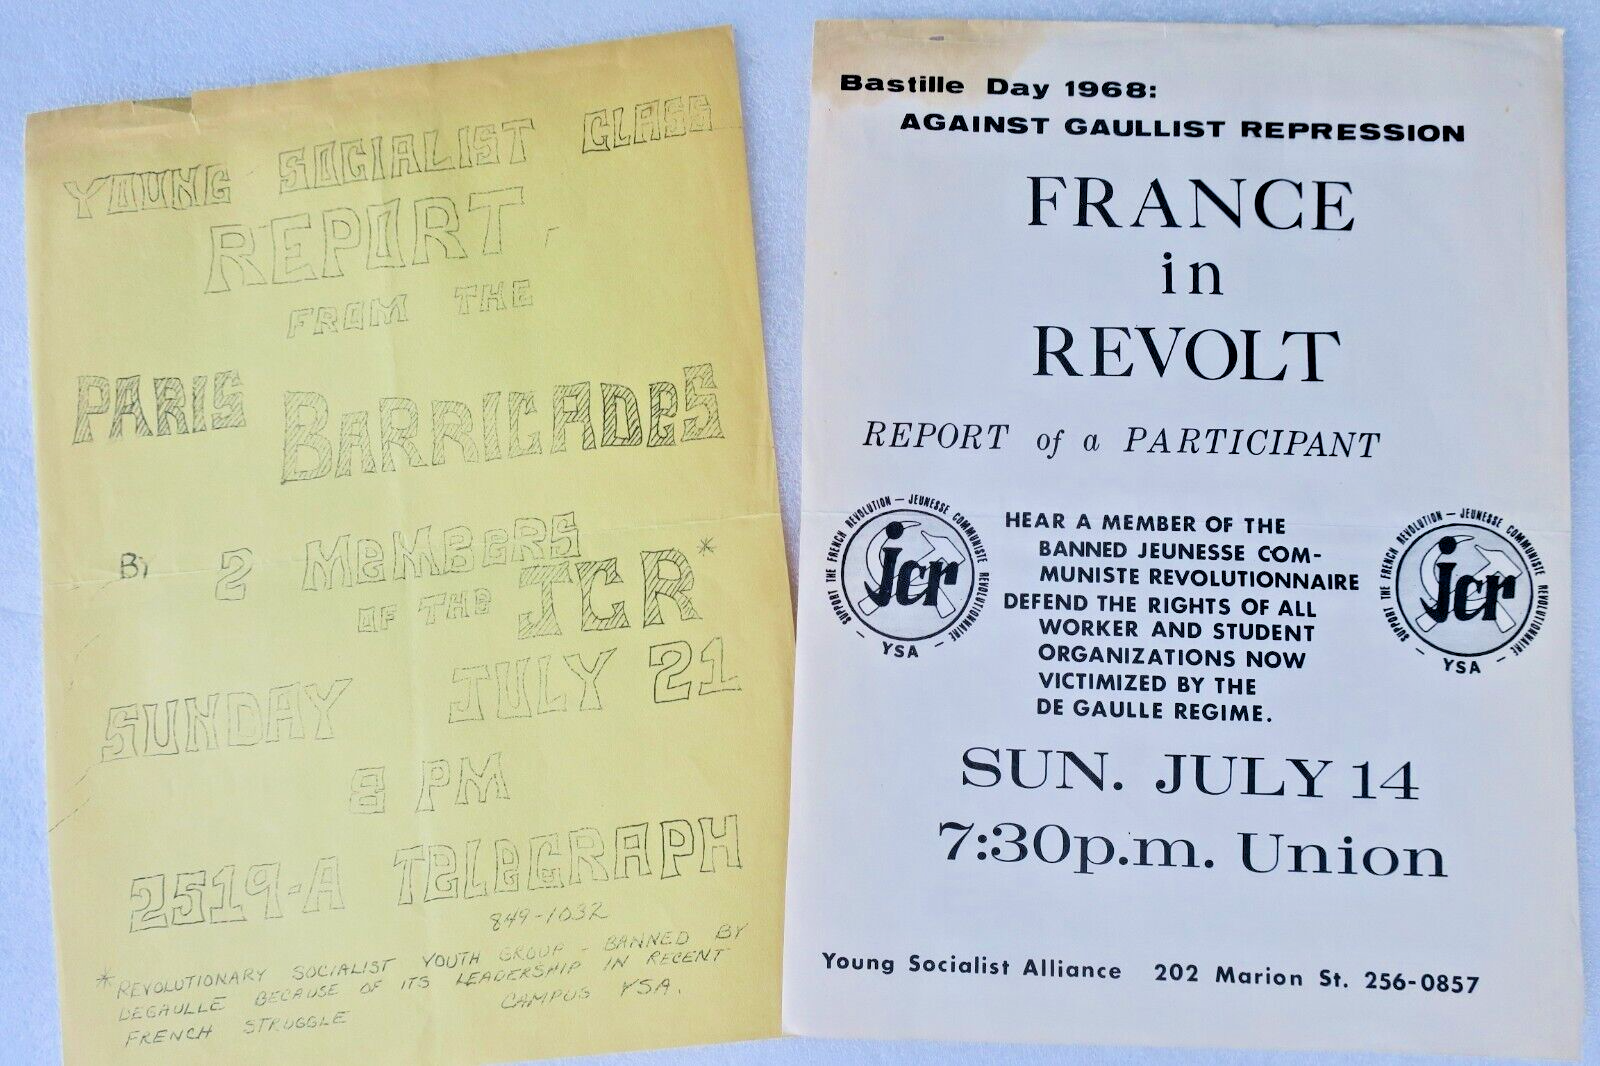 YOUNG SOCIALIST CLASS
REPORT
FROM THE
PARIS BARRICADES
By 2 MEMBERS
OF THE JCR*
SUNDAY JULY 21
8 PM
2519-A TELEGRAPH
849-1032
*REVOLUTIONARY SOCIALIST YOUTH GROUP - BANNED BY
DEGAULLE BECAUSE OF ITS LEADERSHIP IN RECENT
FRENCH STRUGGLE
CAMPUS YSA.
Bastille Day 1968:
AGAINST GAULLIST REPRESSION
FRANCE
in
REVOLT
REPORT of a PARTICIPANT
SUPPORT THE FRENCH REVOLUTION — JEUNESSE COMMUNISTE REVOLUTIONNAIRE —
jcr
YSA
HEAR A MEMBER OF THE
BANNED JEUNESSE COM-
MUNISTE REVOLUTIONNAIRE
DEFEND THE RIGHTS OF ALL
WORKER AND STUDENT
ORGANIZATIONS NOW
VICTIMIZED BY THE
DE GAULLE REGIME.
SUPPORT THE FRENCH REVOLUTION — JEUNESSE COMMUNISTE REVOLUTIONNAIRE —
jcr
YSA
SUN. JULY 14
7:30p.m. Union
Young Socialist Alliance 202 Marion St. 256-0857